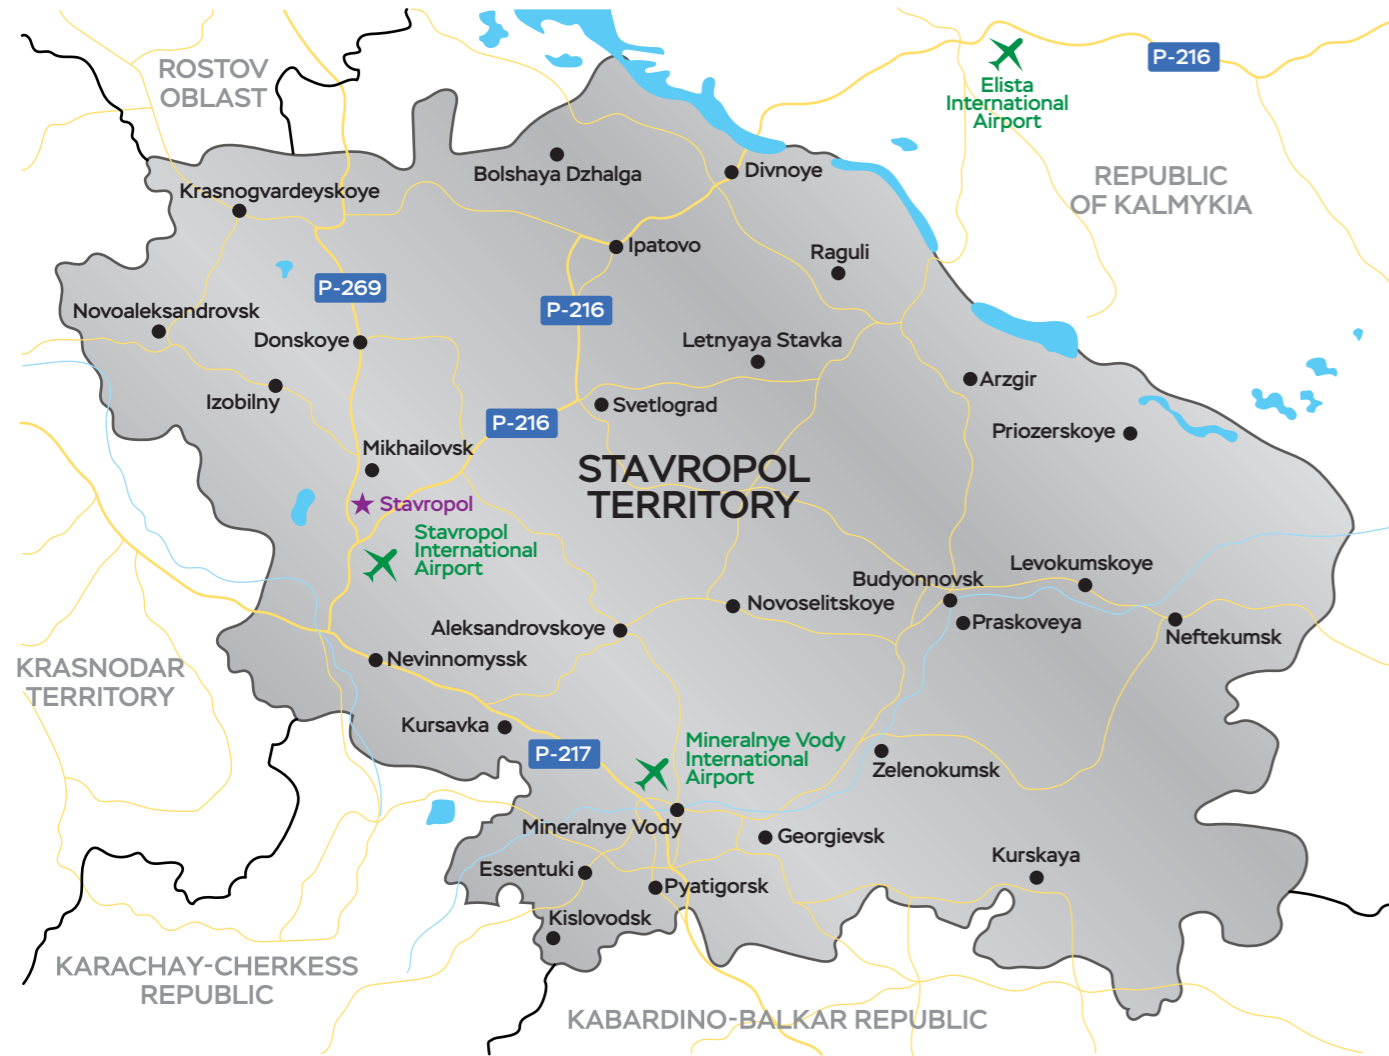 ROSTOV
OBLAST
P-216
Elista
International
Airport
Bolshaya Dzhalga
Divnoye
REPUBLIC
OF KALMYKIA
Krasnogvardeyskoye
Ipatovo
Raguli
P-269
P-216
Novoaleksandrovsk
Donskoye
Letnyaya Stavka
Arzgir
Izobilny
Svetlograd
P-216
Priozerskoye
Mikhailovsk
STAVROPOL
TERRITORY
Stavropol
Stavropol
International
Airport
Levokumskoye
Budyonnovsk
Novoselitskoye
Praskoveya
Aleksandrovskoye
Neftekumsk
Nevinnomyssk
KRASNODAR
TERRITORY
Kursavka
P-217
Mineralnye Vody
International
Airport
Zelenokumsk
Mineralnye Vody
Georgievsk
Kurskaya
Essentuki
Pyatigorsk
Kislovodsk
KARACHAY-CHERKESS
REPUBLIC
KABARDINO-BALKAR REPUBLIC